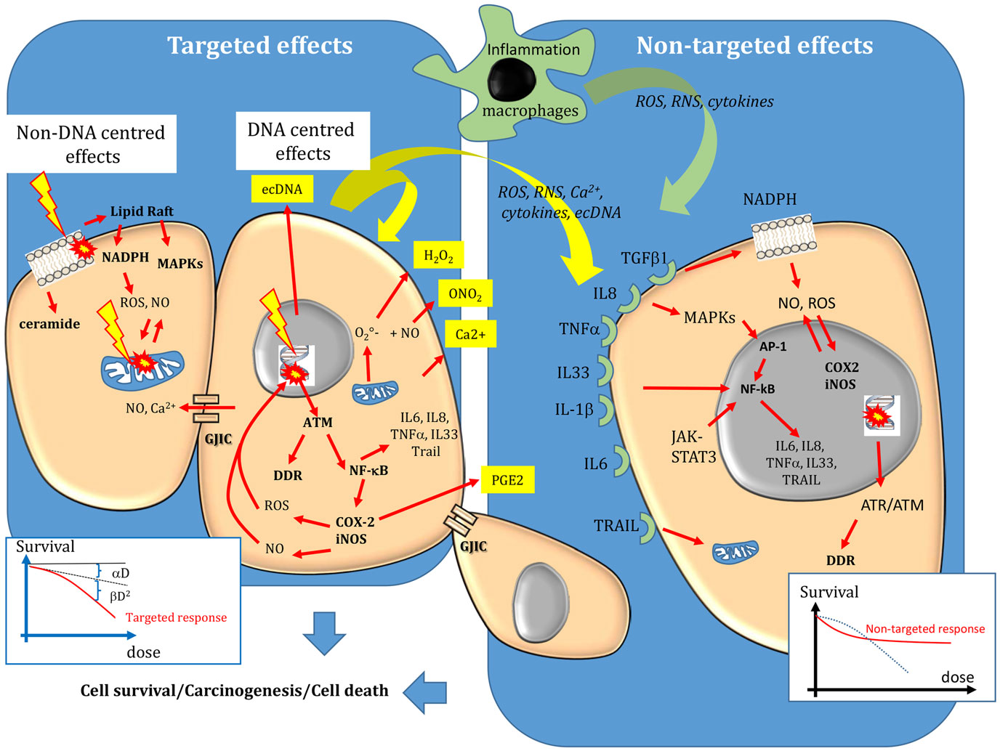 Targeted effects
Non-targeted effects
Inflammation
macrophages
ROS, RNS, cytokines
Non-DNA centred
effects
DNA centred
effects
ecDNA
ROS, RNS, Ca²⁺,
cytokines, ecDNA
Lipid Raft
NADPH
MAPKs
ROS, NO
ceramide
NO, Ca²⁺
GJIC
H₂O₂
ONO₂
Ca2+
O₂°- + NO
ATM
DDR
NF-κB
IL6, IL8,
TNFα, IL33
Trail
PGE2
ROS
COX-2
iNOS
NO
GJIC
NADPH
TGFβ1
IL8
TNFα
IL33
IL-1β
IL6
TRAIL
MAPKs
NO, ROS
AP-1
COX2
iNOS
NF-kB
JAK-
STAT3
IL6, IL8,
TNFα, IL33,
TRAIL
ATR/ATM
DDR
Survival
αD
βD²
Targeted response
dose
Survival
Non-targeted response
dose
Cell survival/Carcinogenesis/Cell death